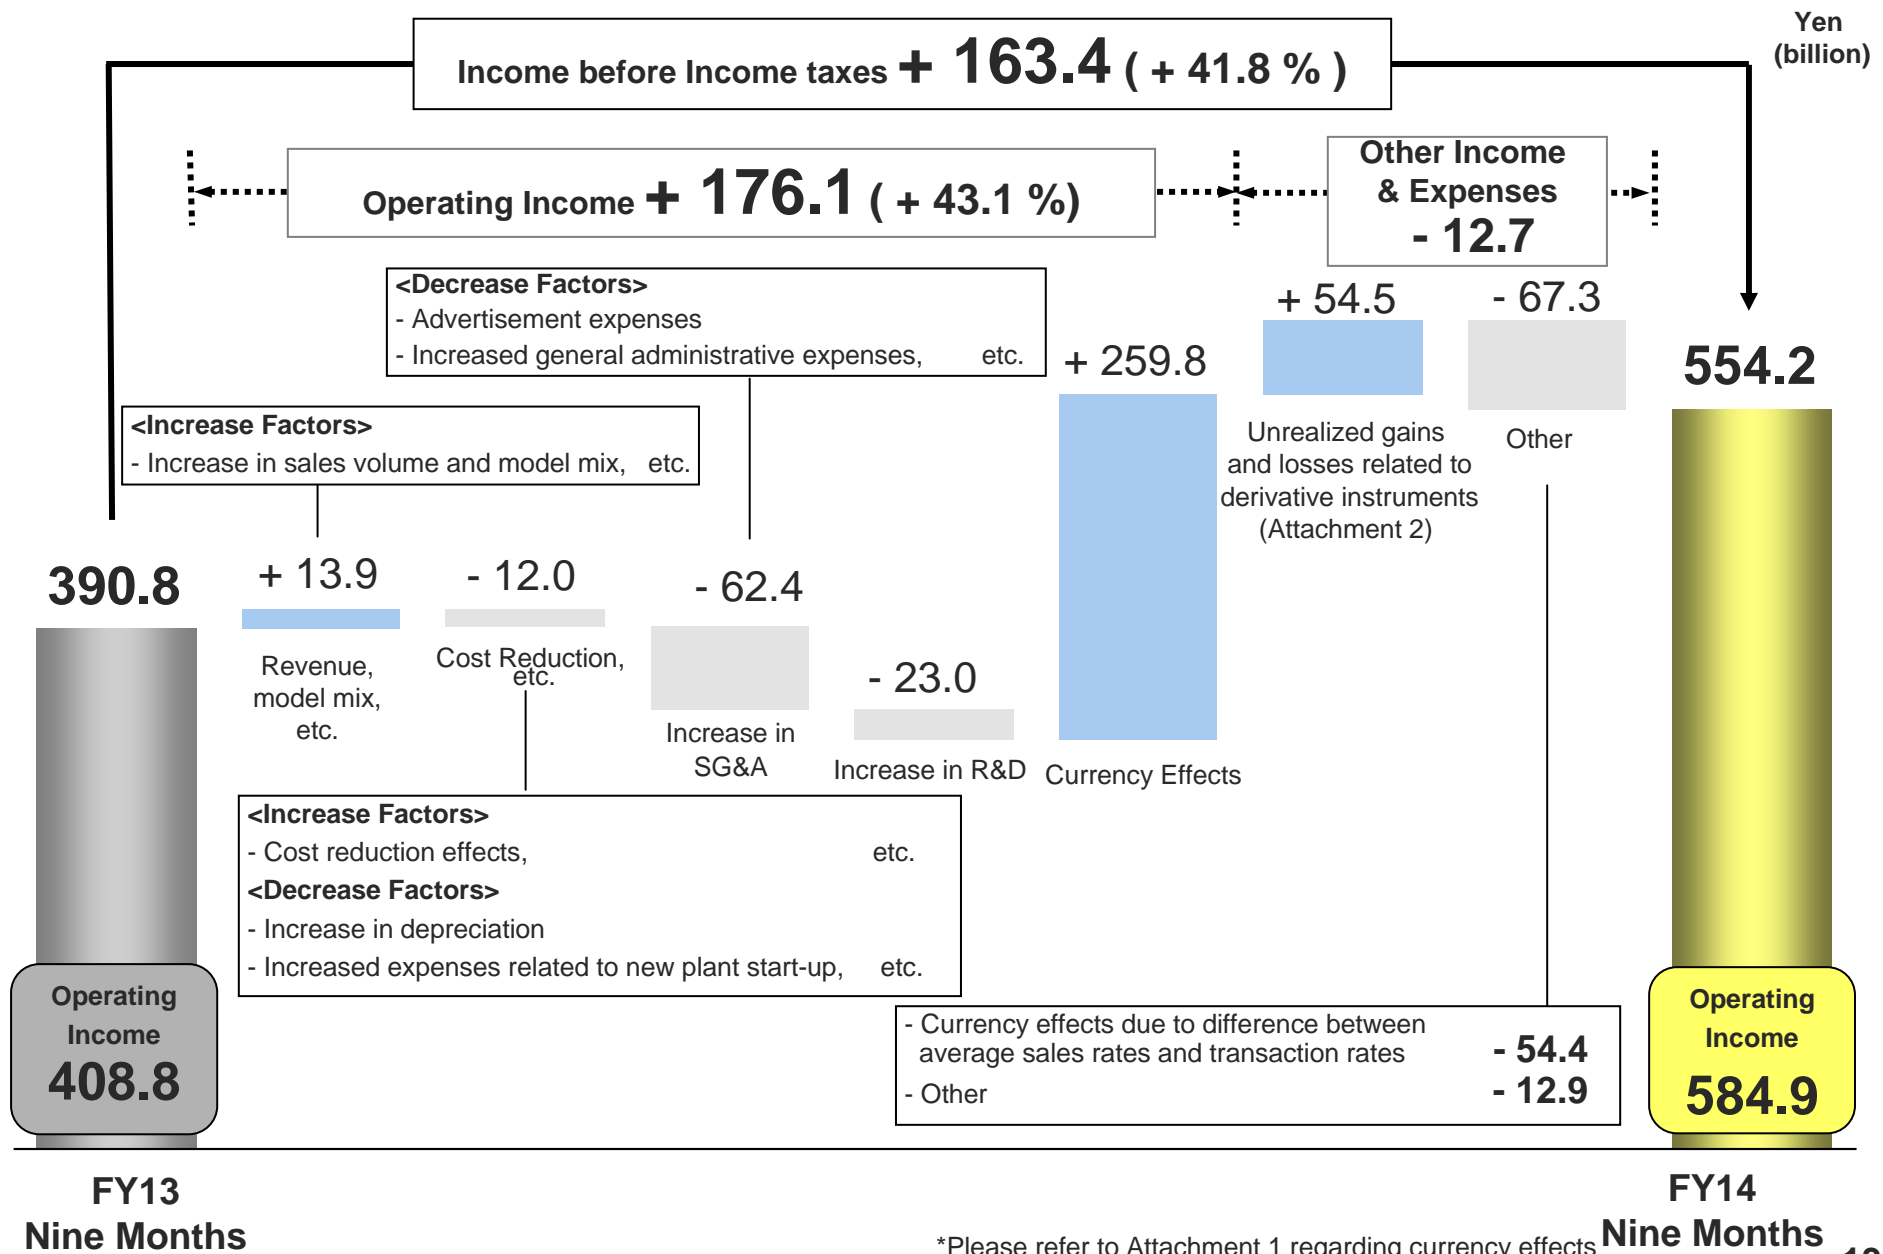 Yen
(billion)
Income before Income taxes + 163.4 ( + 41.8 % )
Operating Income + 176.1 ( + 43.1 %)
Other Income
& Expenses
- 12.7
<Decrease Factors>
- Advertisement expenses
- Increased general administrative expenses, etc.
<Increase Factors>
- Increase in sales volume and model mix, etc.
390.8
+ 13.9
Revenue,
model mix,
etc.
- 12.0
Cost Reduction,
etc.
- 62.4
Increase in
SG&A
- 23.0
Increase in R&D
+ 259.8
Currency Effects
+ 54.5
Unrealized gains
and losses related to
derivative instruments
(Attachment 2)
- 67.3
Other
554.2
<Increase Factors>
- Cost reduction effects, etc.
<Decrease Factors>
- Increase in depreciation
- Increased expenses related to new plant start-up, etc.
- Currency effects due to difference between
average sales rates and transaction rates - 54.4
- Other - 12.9
Operating
Income
408.8
Operating
Income
584.9
FY13
Nine Months
FY14
Nine Months
*Please refer to Attachment 1 regarding currency effects